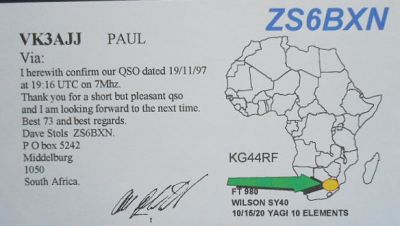 ZS6BXN
VK3AJJ PAUL
Via:
I herewith confirm our QSO dated 19/11/97
at 19:16 UTC on 7Mhz.
Thank you for a short but pleasant qso
and I am looking forward to the next time.
Best 73 and best regards.
Dave Stols ZS6BXN.
P O box 5242
Middelburg
1050
South Africa.
KG44RF
FT 980
WILSON SY40
10/15/20 YAGI 10 ELEMENTS